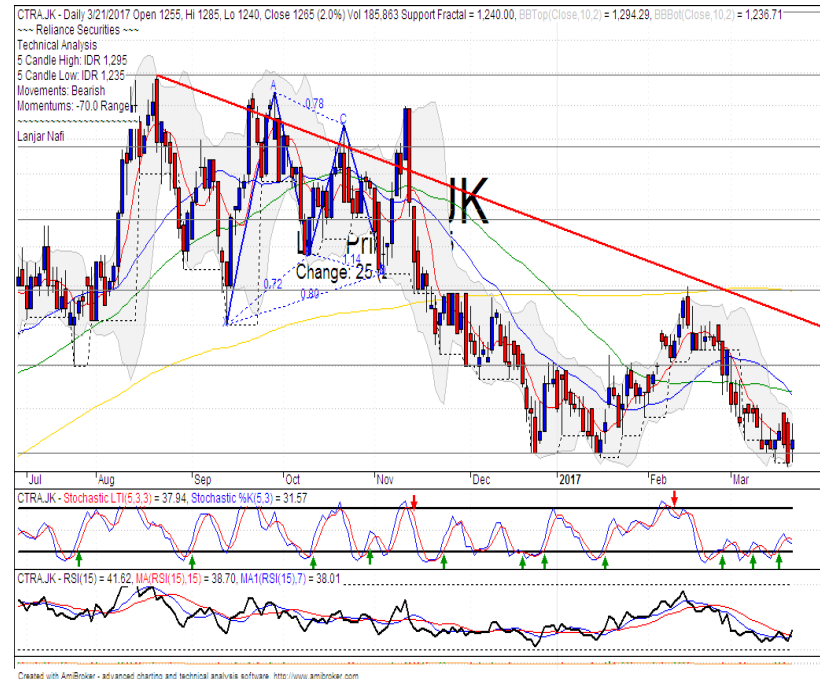 CTRA.JK - Daily 3/21/2017 Open 1255, Hi 1285, Lo 1240, Close 1265 (2.0%) Vol 185,863 Support Fractal = 1,240.00, BBTop(Close,10,2) = 1,294.29, BBBot(Close,10,2) = 1,236.71
~~~ Reliance Securities ~~~
Technical Analysis
5 Candle High: IDR 1,295
5 Candle Low: IDR 1,235
Movements: Bearish
Momentums: -70.0 Range
Lanjar Nafi
A
0.78
C
JK
Pri
1.14
Change: 25.
0.72
0.89
Jul Aug Sep Oct Nov Dec 2017 Feb Mar
CTRA.JK - Stochastic LTI(5,3,3) = 37.94, Stochastic %K(5,3) = 31.57
CTRA.JK - RSI(15) = 41.62, MA(RSI(15),15) = 38.70, MA1(RSI(15),7) = 38.01
Created with AmiBroker - advanced charting and technical analysis software. http://www.amibroker.com